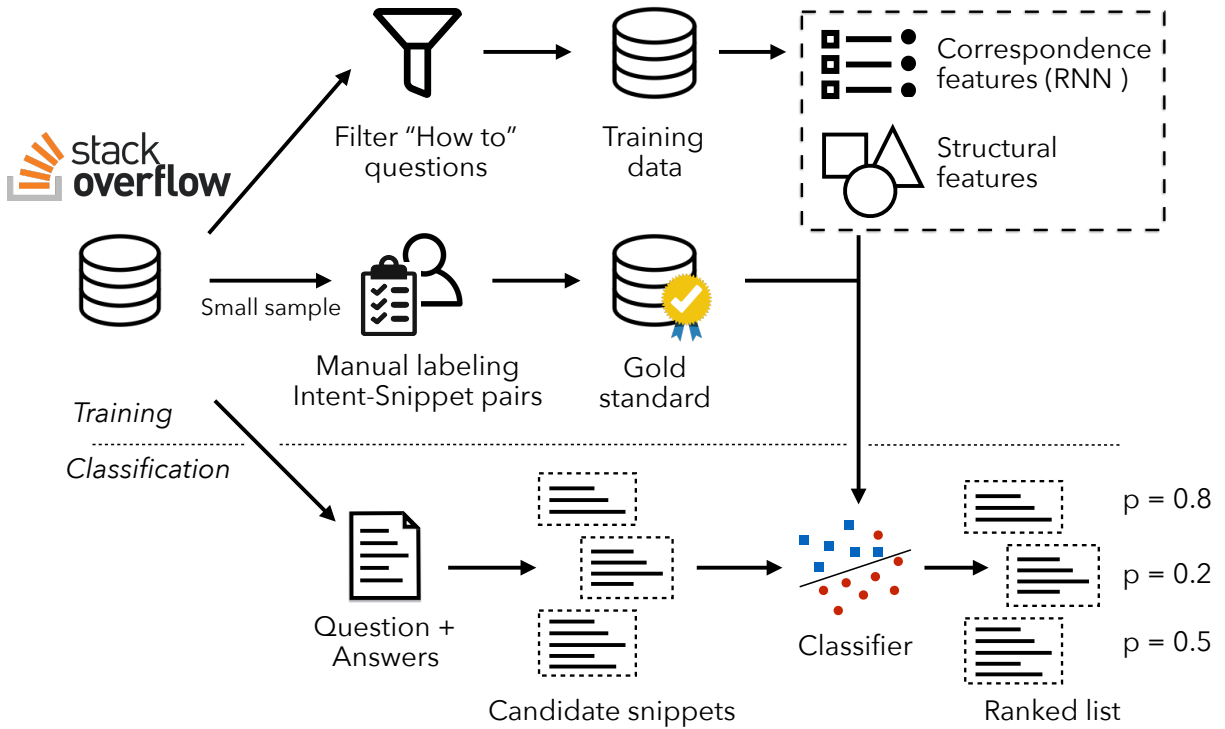 stack
overflow
Filter “How to”
questions
Training
data
Correspondence
features (RNN )
Structural
features
Small sample
Manual labeling
Intent-Snippet pairs
Gold
standard
Training
Classification
Question +
Answers
Candidate snippets
Classifier
p = 0.8
p = 0.2
p = 0.5
Ranked list